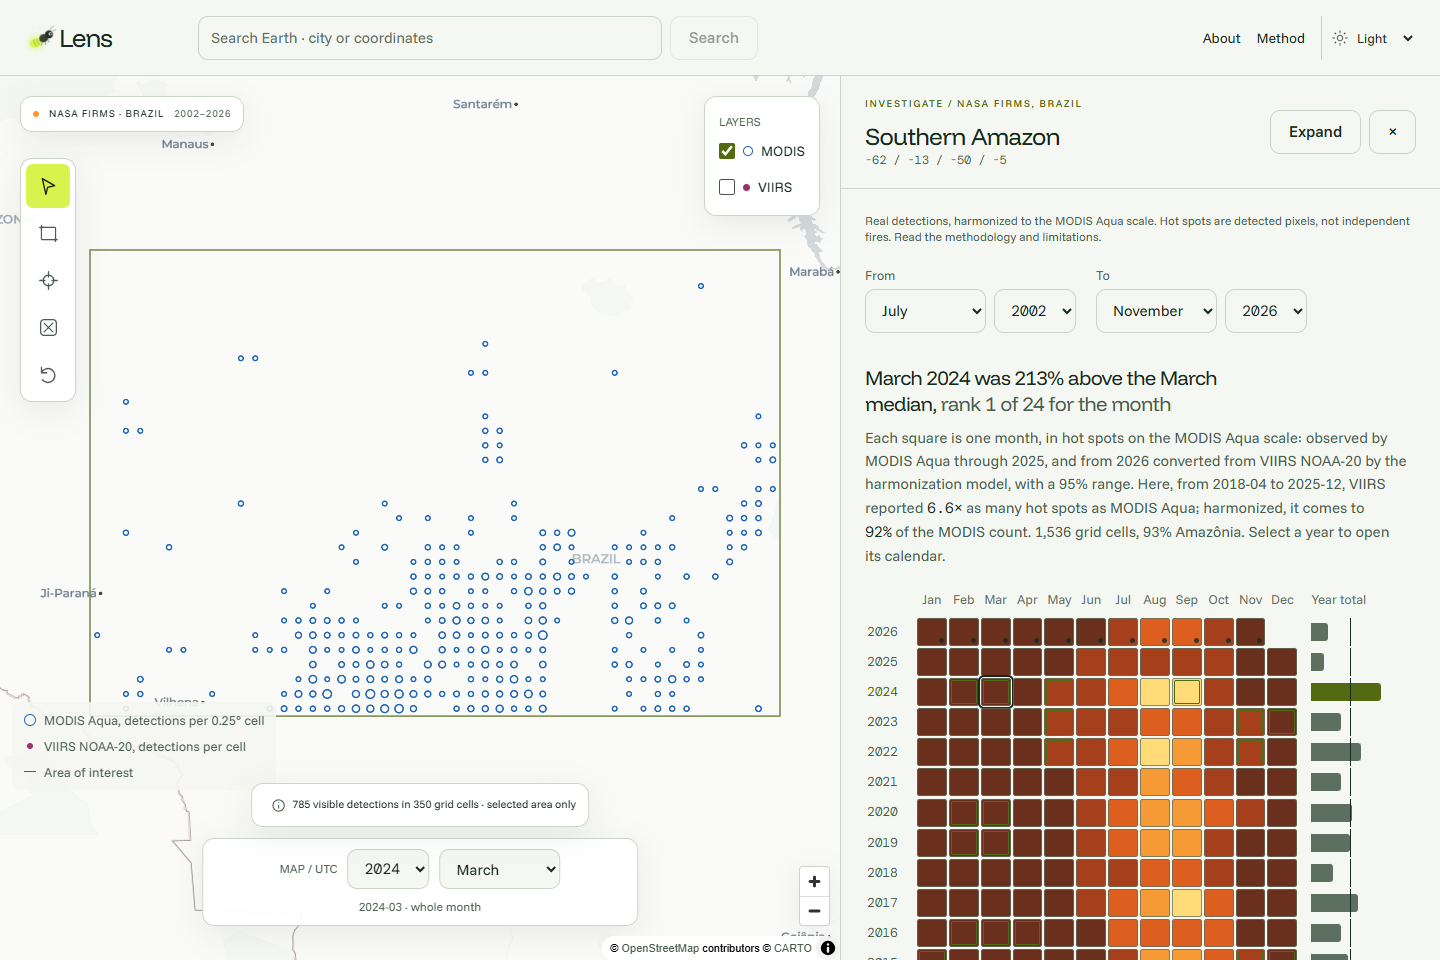 Lens
Search Earth · city or coordinates
Search
About
Method
Light
NASA FIRMS · BRAZIL 2002–2026
Santarém
Manaus
Marabá
Ji-Paraná
BRAZIL
LAYERS
MODIS
VIIRS
MODIS Aqua, detections per 0.25° cell
VIIRS NOAA-20, detections per cell
Area of interest
785 visible detections in 350 grid cells · selected area only
MAP / UTC
2024
March
2024-03 · whole month
© OpenStreetMap contributors © CARTO
INVESTIGATE / NASA FIRMS, BRAZIL
Southern Amazon
-62 / -13 / -50 / -5
Expand
×
Real detections, harmonized to the MODIS Aqua scale. Hot spots are detected pixels, not independent
fires. Read the methodology and limitations.
From
To
July
2002
November
2026
March 2024 was 213% above the March
median, rank 1 of 24 for the month
Each square is one month, in hot spots on the MODIS Aqua scale: observed by
MODIS Aqua through 2025, and from 2026 converted from VIIRS NOAA-20 by the
harmonization model, with a 95% range. Here, from 2018-04 to 2025-12, VIIRS
reported 6.6× as many hot spots as MODIS Aqua; harmonized, it comes to
92% of the MODIS count. 1,536 grid cells, 93% Amazônia. Select a year to open
its calendar.
Jan Feb Mar Apr May Jun Jul Aug Sep Oct Nov Dec Year total
2026
2025
2024
2023
2022
2021
2020
2019
2018
2017
2016